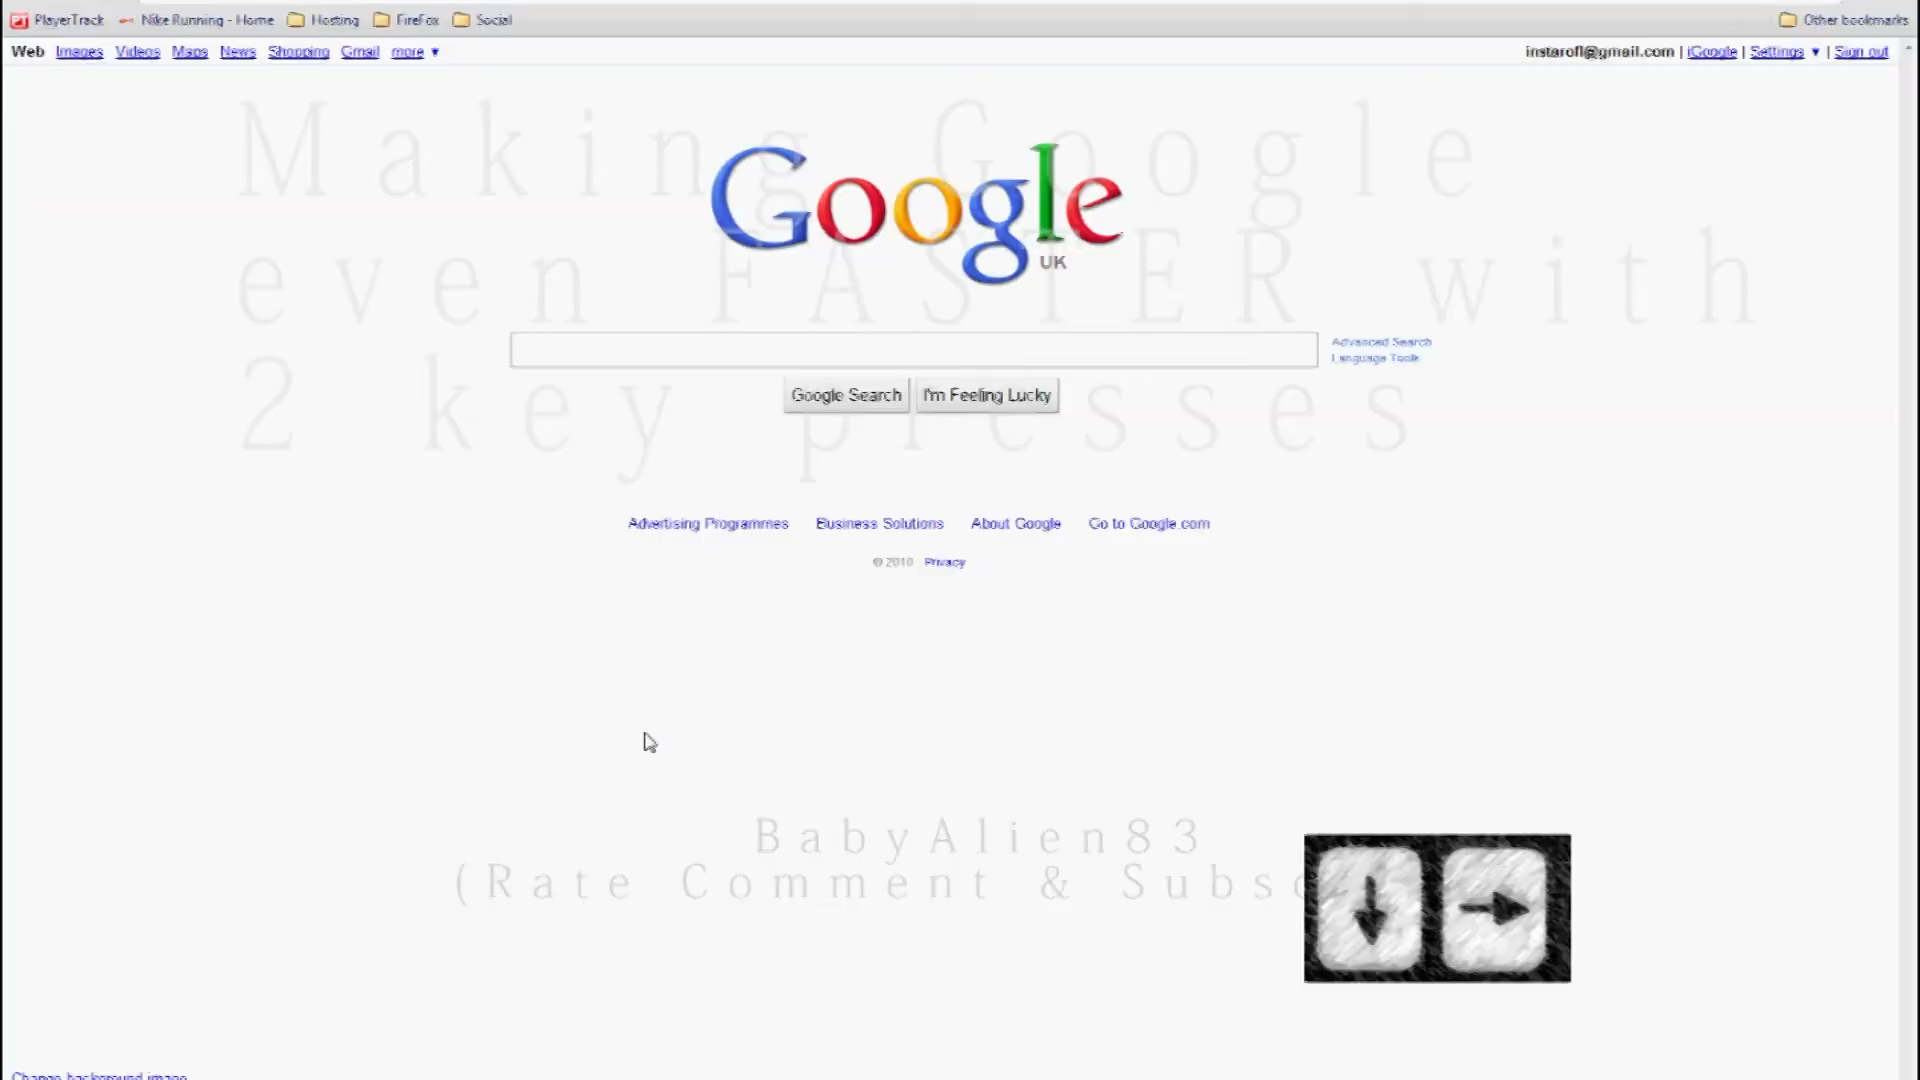 PlayerTrack Nike Running - Home Hosting FireFox Social Other bookmarks
Web Images Videos Maps News Shopping Gmail more ▼ instarofl@gmail.com | iGoogle | Settings ▼ | Sign out
Making Google
even FASTER with
2 key presses
Google
UK
Advanced Search
Language Tools
Google Search I'm Feeling Lucky
Advertising Programmes Business Solutions About Google Go to Google.com
© 2010 - Privacy
BabyAlien83
(Rate Comment & Subsc
Change background image